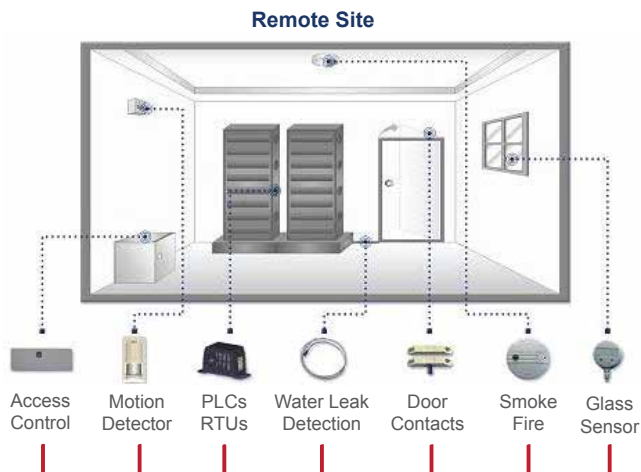 Remote Site
Access
Control
Motion
Detector
PLCs
RTUs
Water Leak
Detection
Door
Contacts
Smoke
Fire
Glass
Sensor